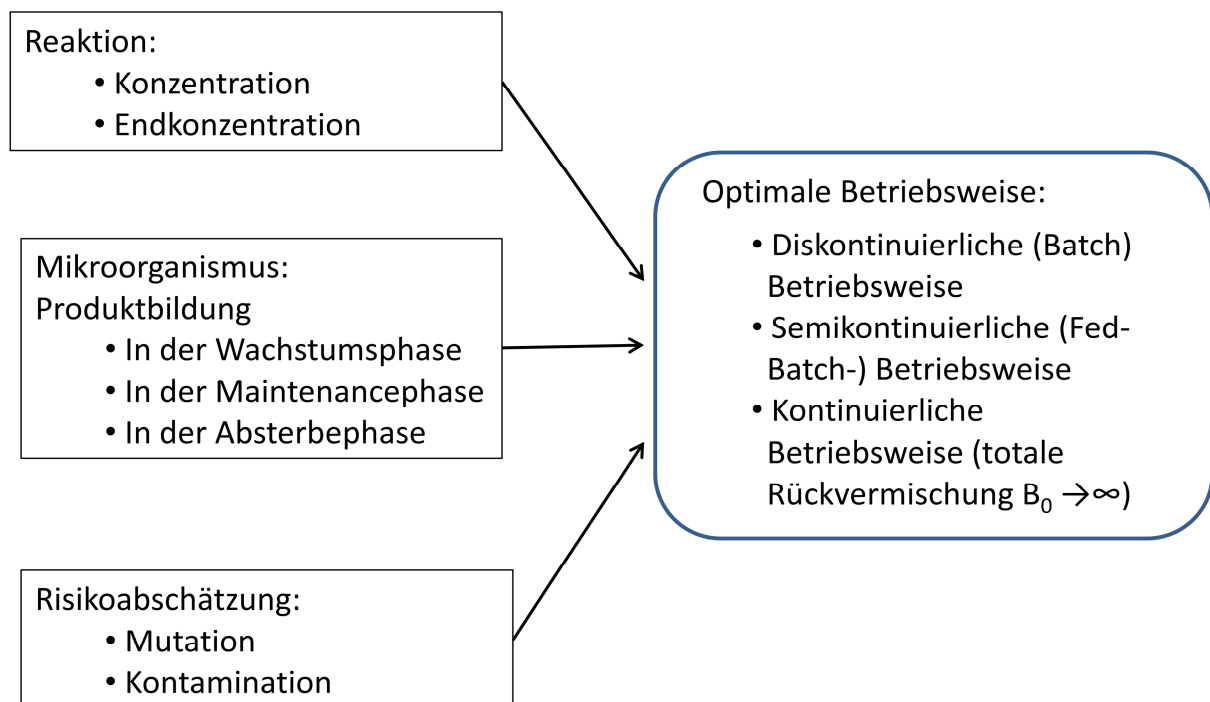 Reaktion:
• Konzentration
• Endkonzentration
Mikroorganismus:
Produktbildung
• In der Wachstumsphase
• In der Maintenancephase
• In der Absterbephase
Risikoabschätzung:
• Mutation
• Kontamination
Optimale Betriebsweise:
• Diskontinuierliche (Batch)
Betriebsweise
• Semikontinuierliche (Fed-
Batch-) Betriebsweise
• Kontinuierliche
Betriebsweise (totale
Rückvermischung B₀ →∞)